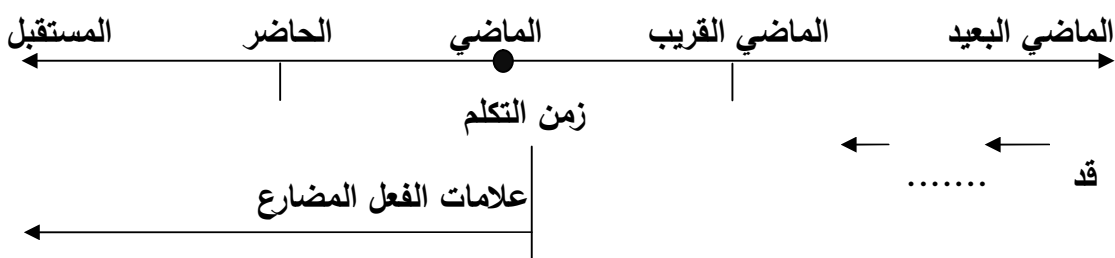 الماضي البعيد الماضي القريب الماضي الحاضر المستقبل
زمن التكلم
قد .......
علامات الفعل المضارع